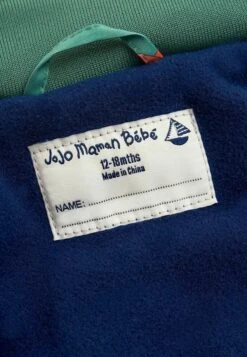 JoJo Maman Bébé
12-18mths
Made in China
NAME: